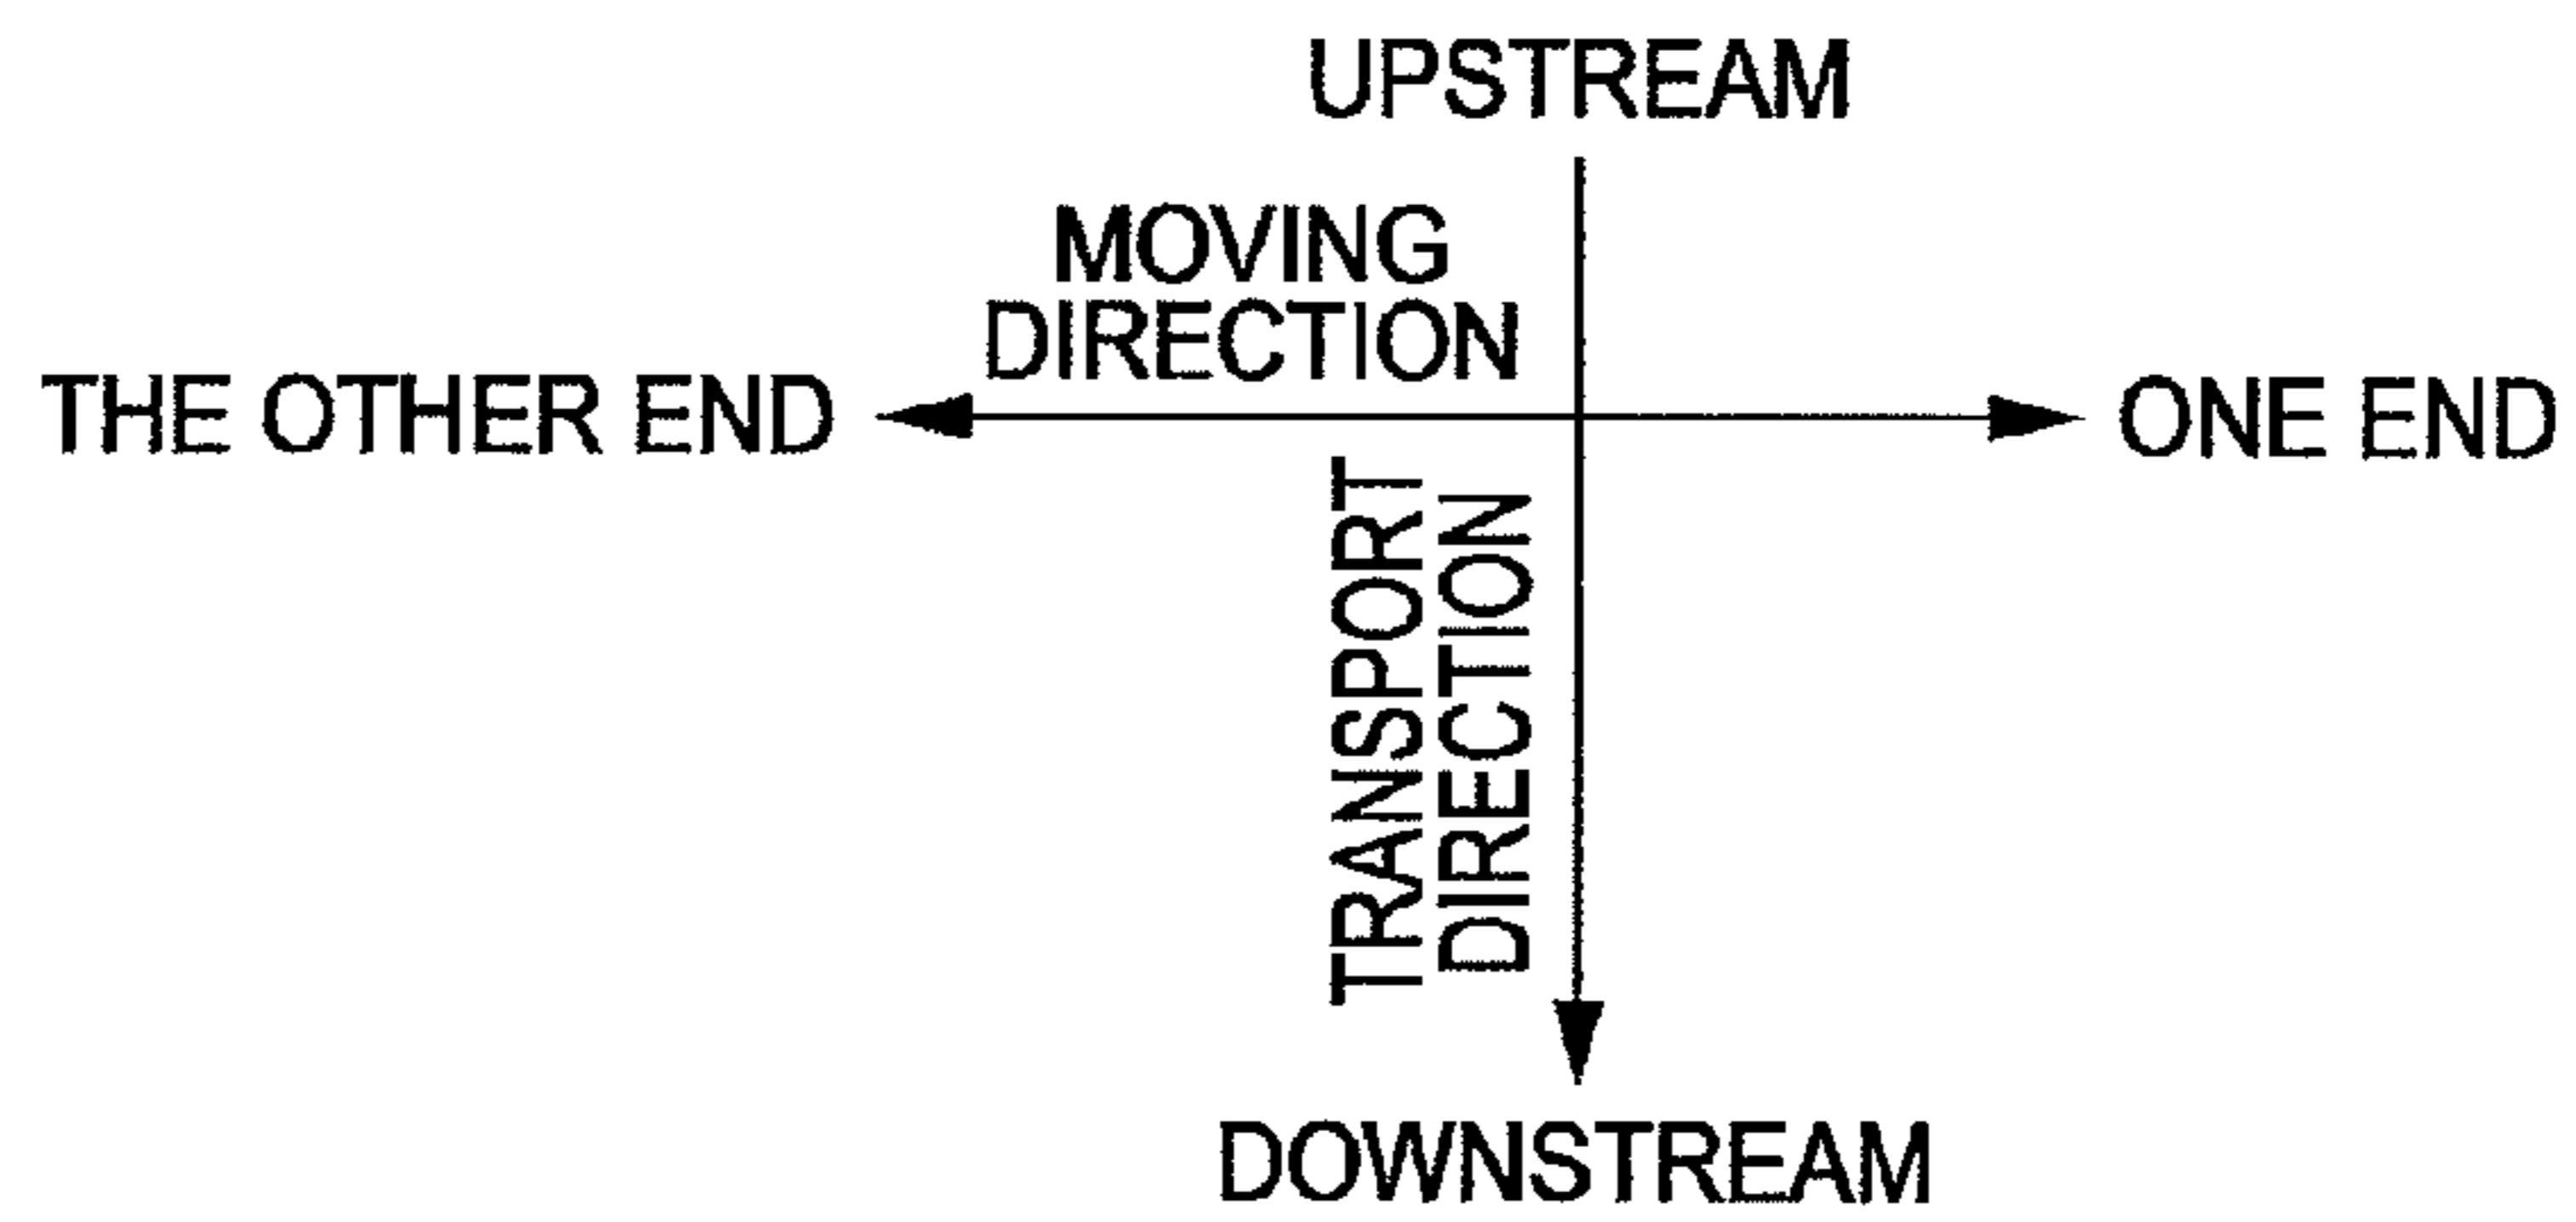 UPSTREAM
MOVING
DIRECTION
THE OTHER END
ONE END
TRANSPORT
DIRECTION
DOWNSTREAM